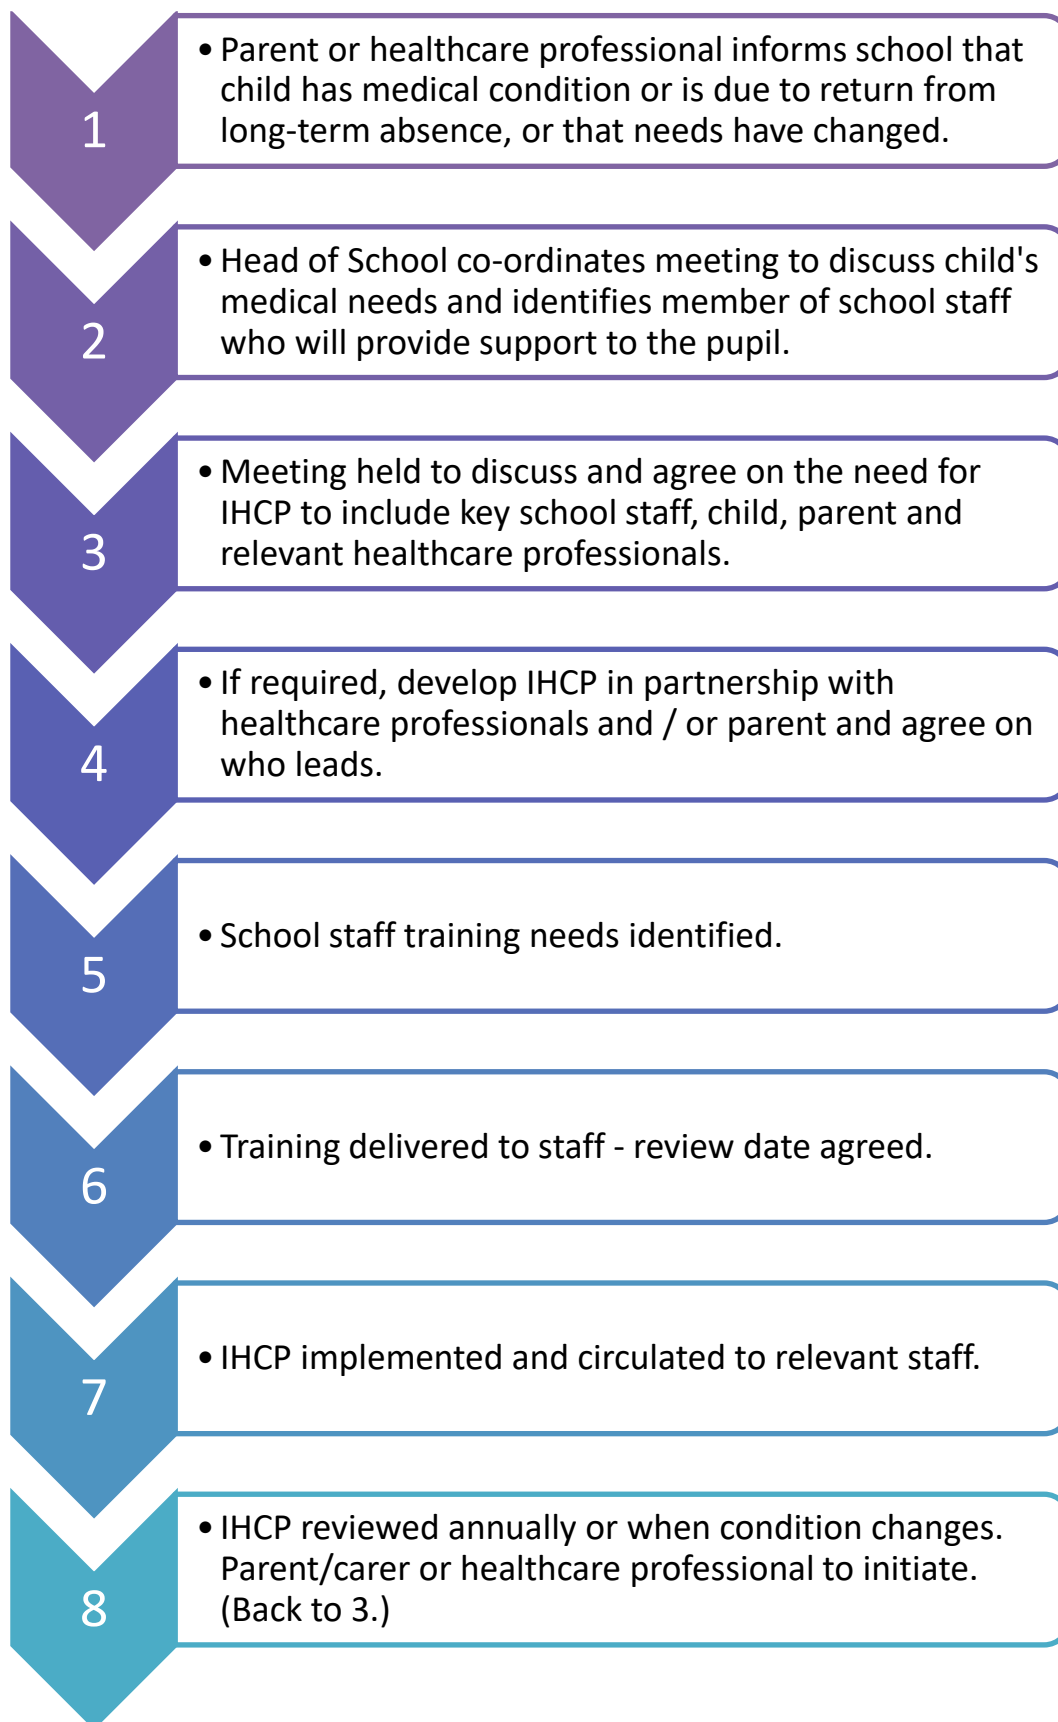 1
• Parent or healthcare professional informs school that
child has medical condition or is due to return from
long-term absence, or that needs have changed.
2
• Head of School co-ordinates meeting to discuss child's
medical needs and identifies member of school staff
who will provide support to the pupil.
3
• Meeting held to discuss and agree on the need for
IHCP to include key school staff, child, parent and
relevant healthcare professionals.
4
• If required, develop IHCP in partnership with
healthcare professionals and / or parent and agree on
who leads.
5
• School staff training needs identified.
6
• Training delivered to staff - review date agreed.
7
• IHCP implemented and circulated to relevant staff.
8
• IHCP reviewed annually or when condition changes.
Parent/carer or healthcare professional to initiate.
(Back to 3.)